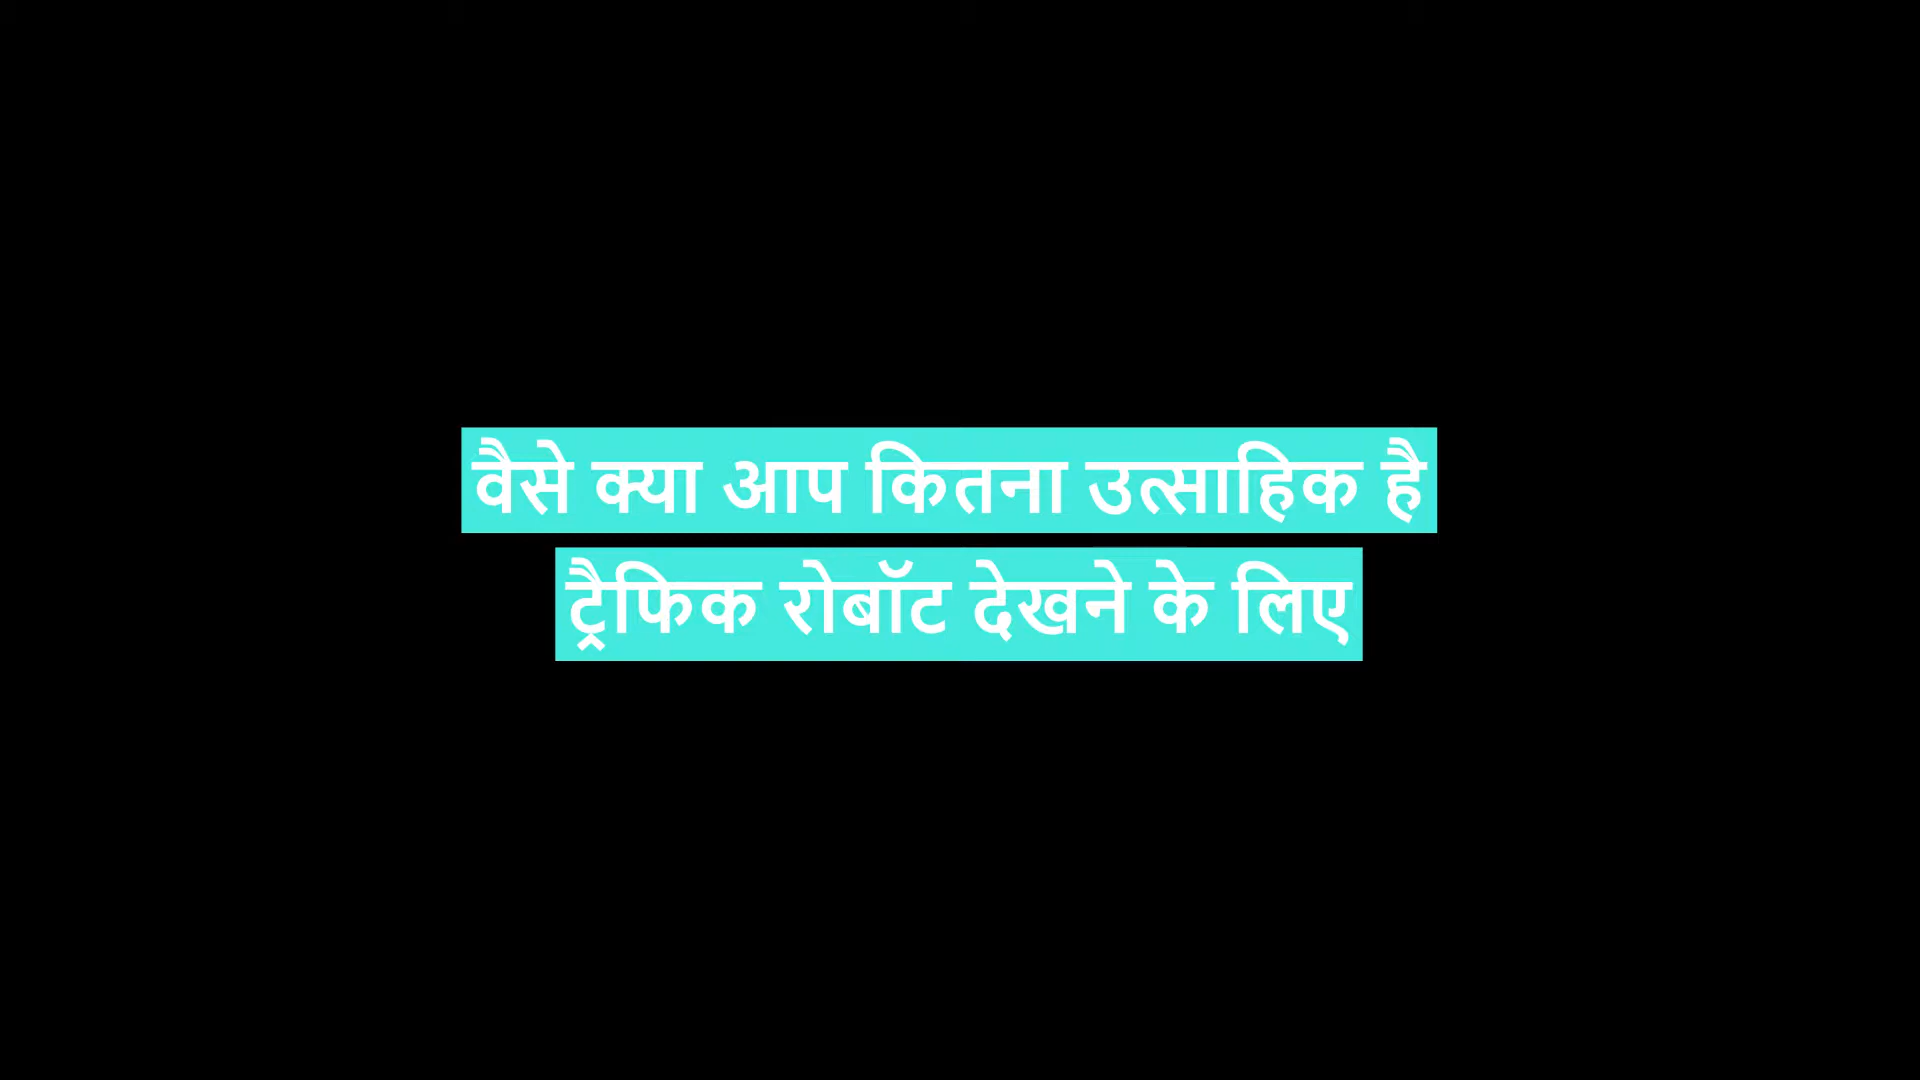 वैसे क्या आप कितना उत्साहिक है
ट्रैफिक रोबॉट देखने के लिए